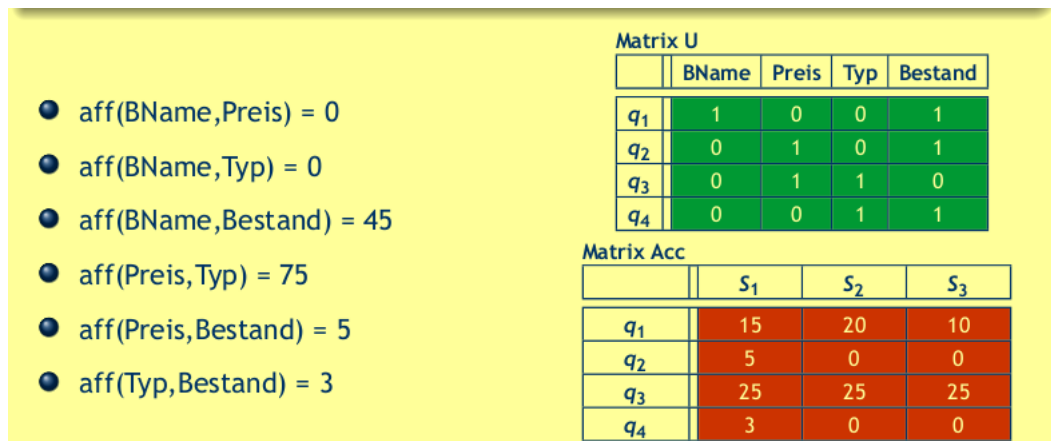 aff(BName,Preis) = 0
aff(BName,Typ) = 0
aff(BName,Bestand) = 45
aff(Preis,Typ) = 75
aff(Preis,Bestand) = 5
aff(Typ,Bestand) = 3
Matrix U
BName Preis Typ Bestand
q1 1 0 0 1
q2 0 1 0 1
q3 0 1 1 0
q4 0 0 1 1
Matrix Acc
S1 S2 S3
q1 15 20 10
q2 5 0 0
q3 25 25 25
q4 3 0 0